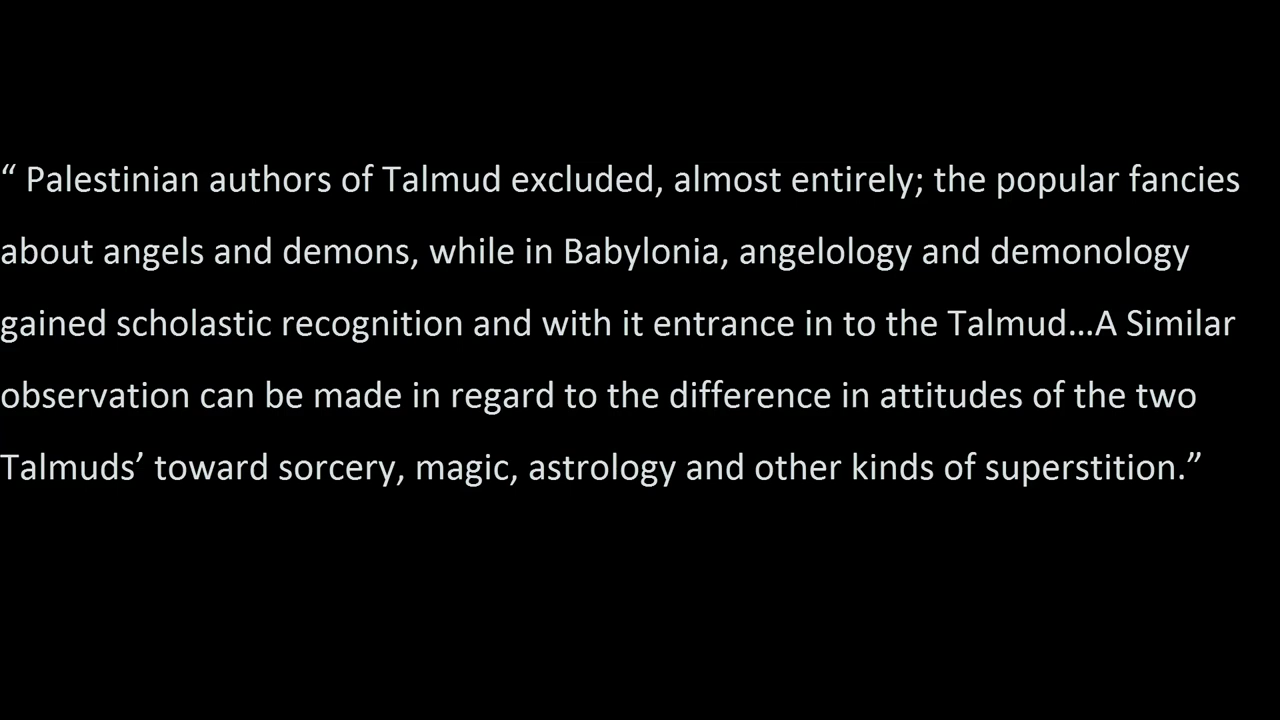 “ Palestinian authors of Talmud excluded, almost entirely; the popular fancies
about angels and demons, while in Babylonia, angelology and demonology
gained scholastic recognition and with it entrance in to the Talmud…A Similar
observation can be made in regard to the difference in attitudes of the two
Talmuds’ toward sorcery, magic, astrology and other kinds of superstition.”